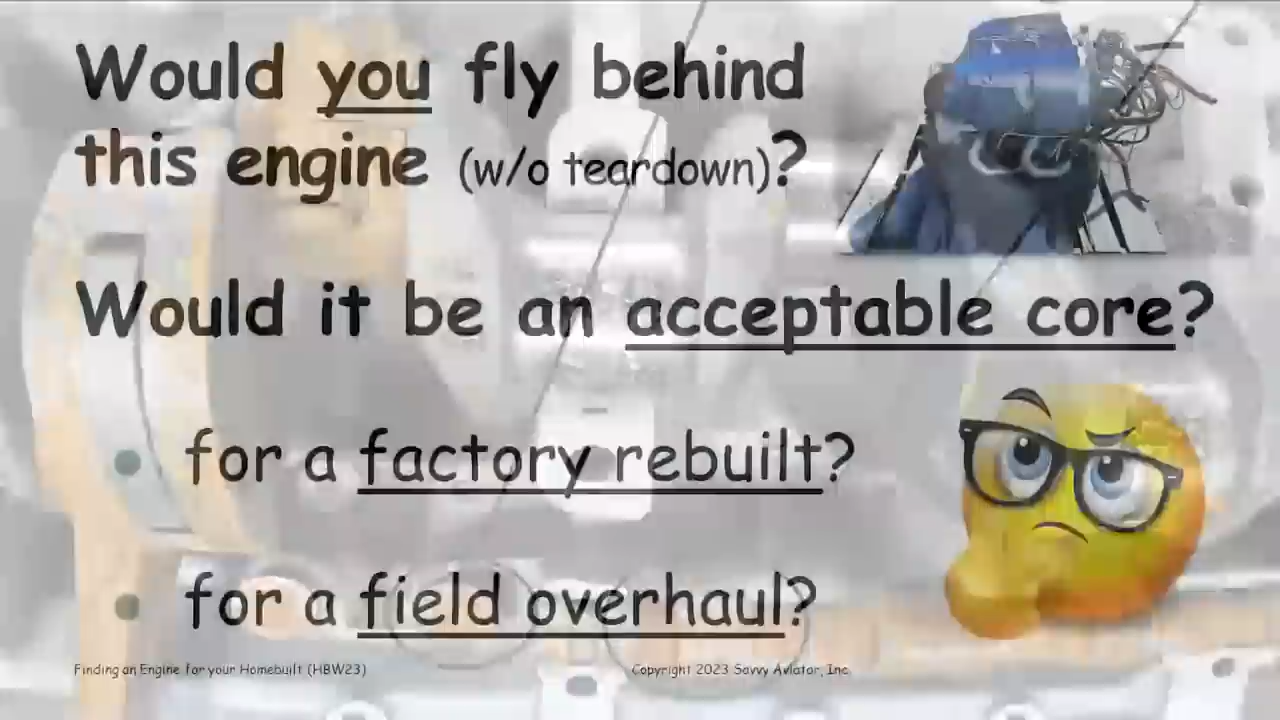 Would you fly behind
this engine (w/o teardown)?
Would it be an acceptable core?
• for a factory rebuilt?
• for a field overhaul?
Finding an Engine for your Homebuilt (HBW23)
Copyright 2023 Savvy Aviator, Inc.